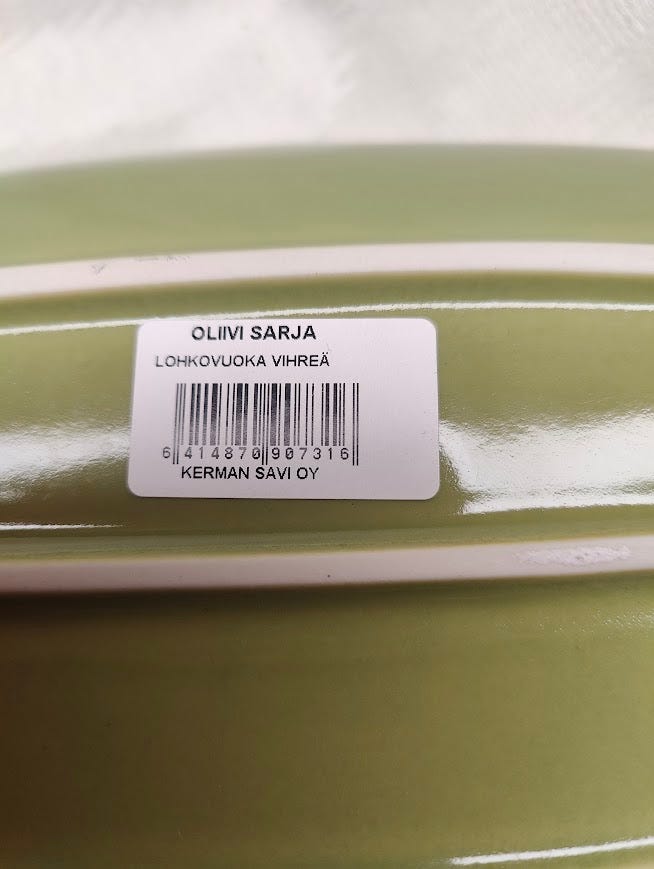 OLIIVI SARJA
LOHKOVUOKA VIHREÄ
6 414870 907316
KERMAN SAVI OY